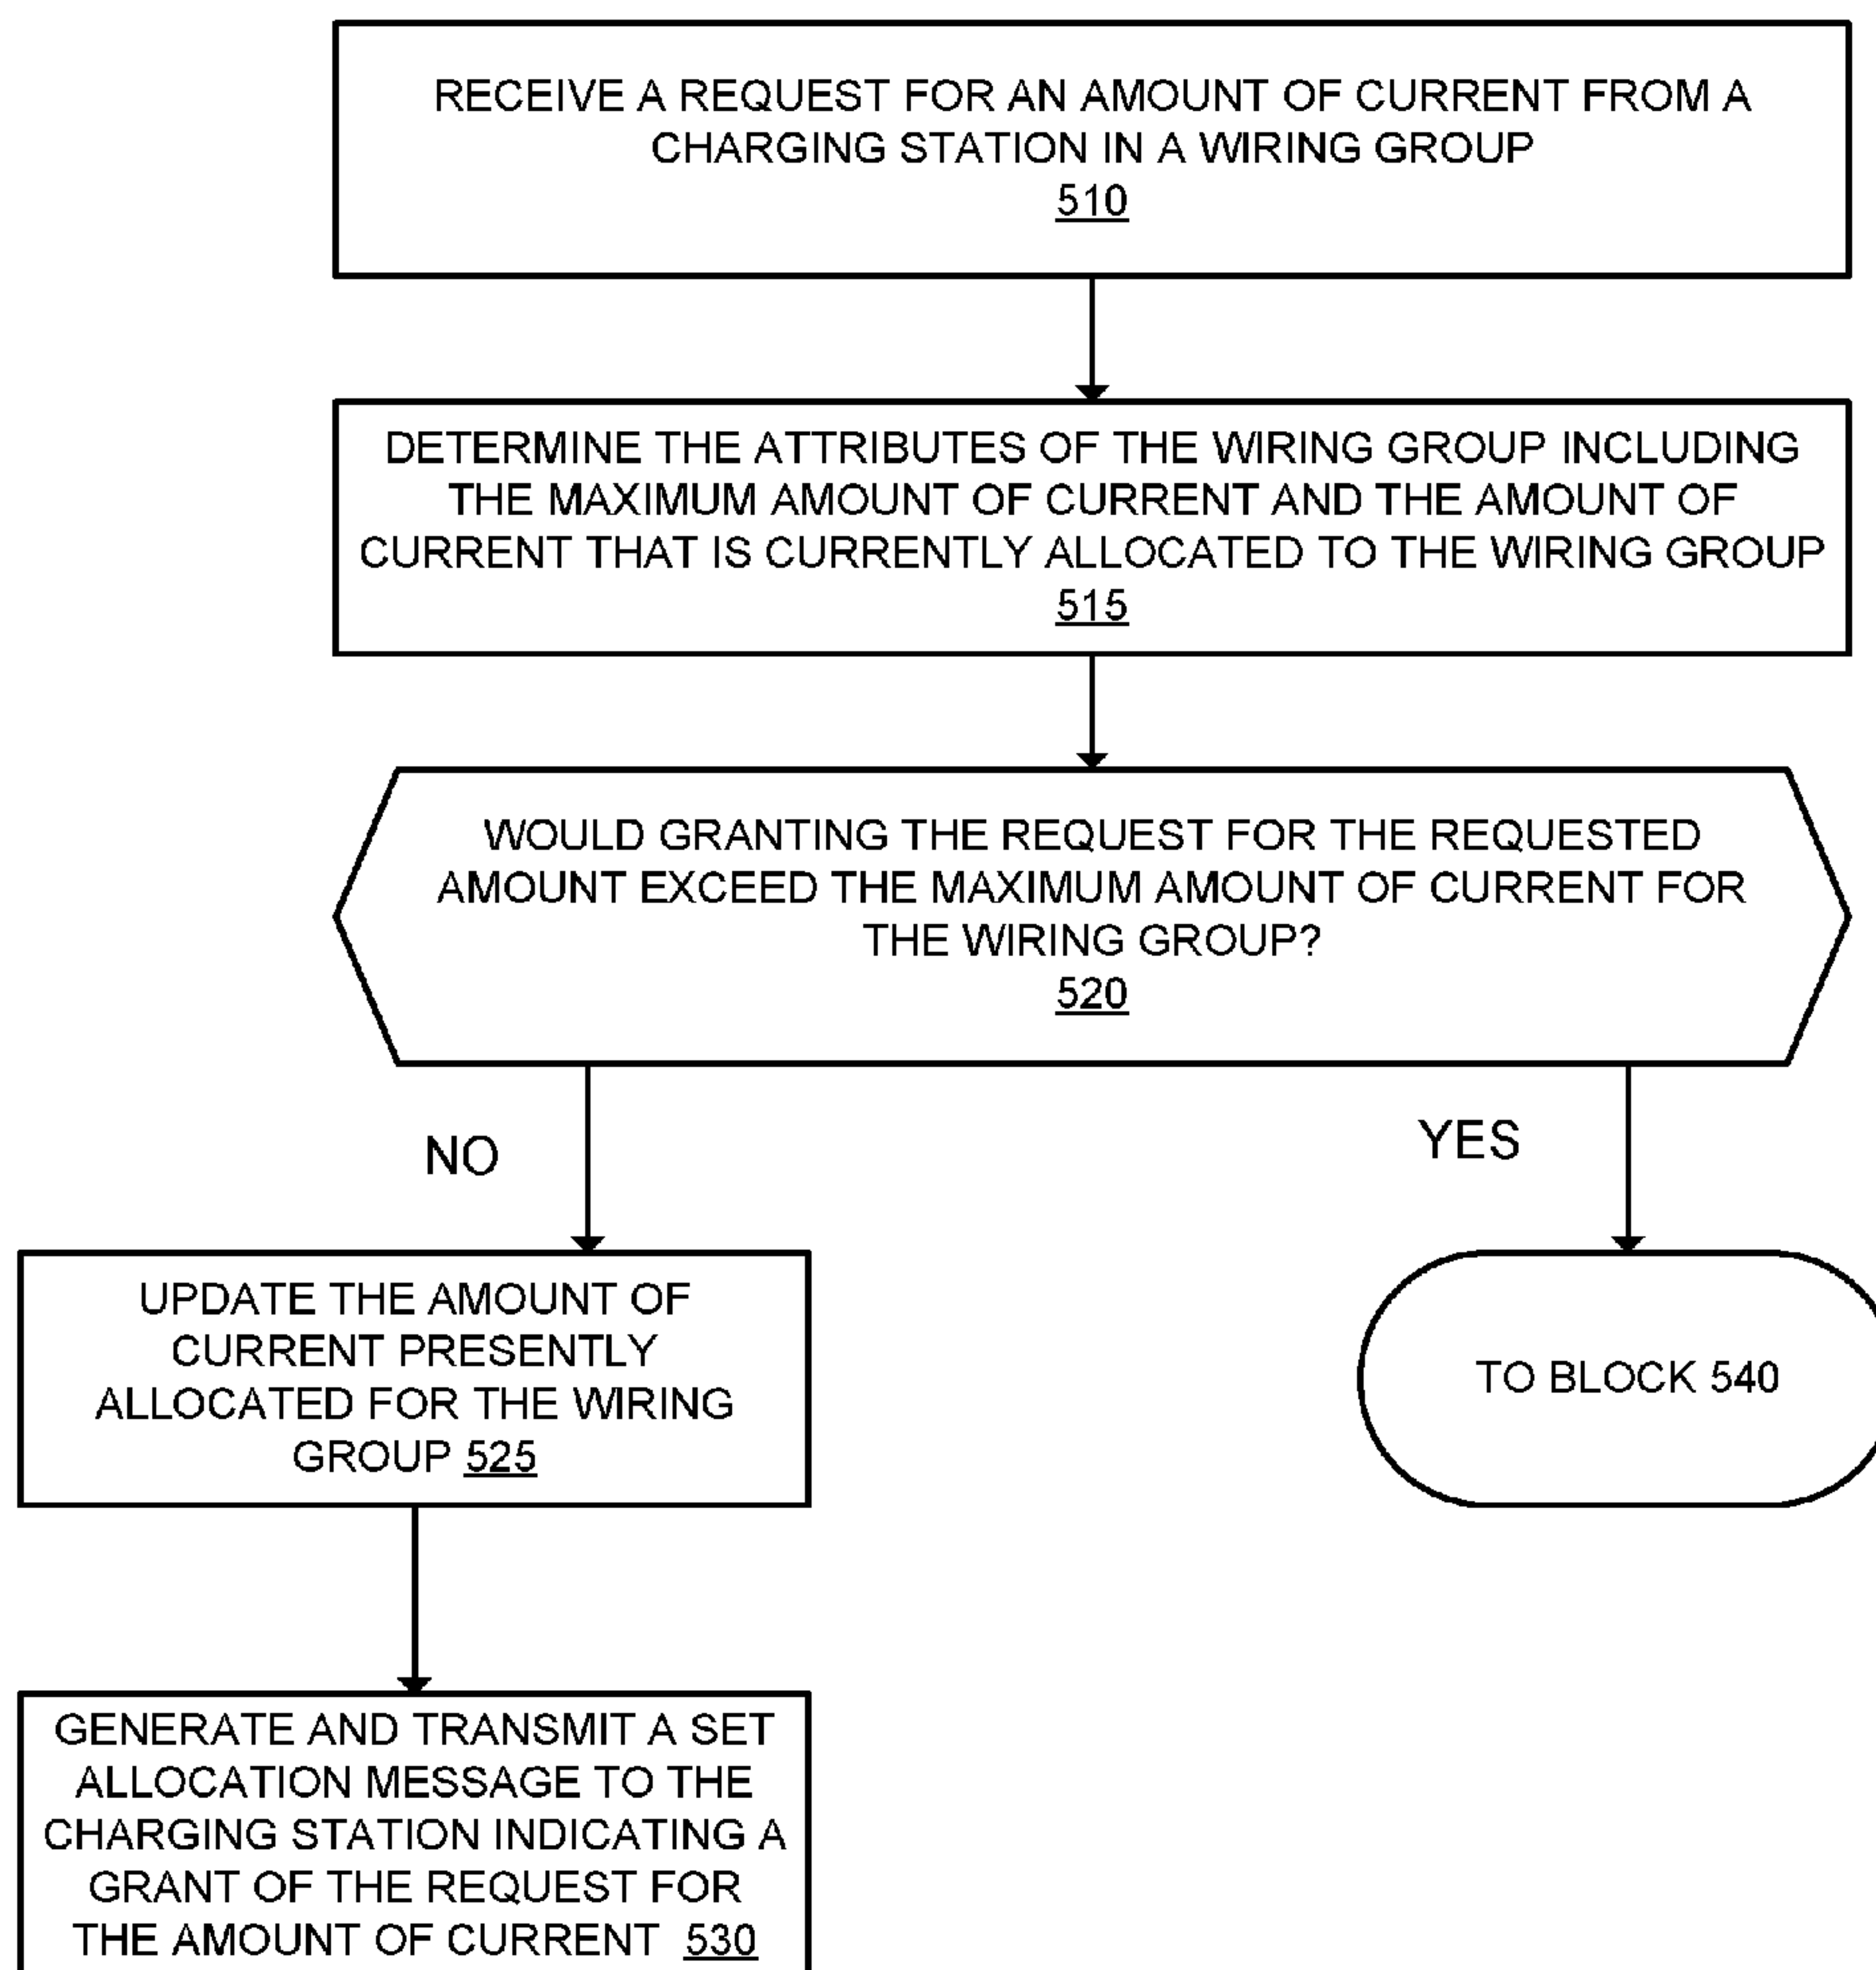 RECEIVE A REQUEST FOR AN AMOUNT OF CURRENT FROM A
CHARGING STATION IN A WIRING GROUP
510
DETERMINE THE ATTRIBUTES OF THE WIRING GROUP INCLUDING
THE MAXIMUM AMOUNT OF CURRENT AND THE AMOUNT OF
CURRENT THAT IS CURRENTLY ALLOCATED TO THE WIRING GROUP
515
WOULD GRANTING THE REQUEST FOR THE REQUESTED
AMOUNT EXCEED THE MAXIMUM AMOUNT OF CURRENT FOR
THE WIRING GROUP?
520
NO
YES
UPDATE THE AMOUNT OF
CURRENT PRESENTLY
ALLOCATED FOR THE WIRING
GROUP 525
TO BLOCK 540
GENERATE AND TRANSMIT A SET
ALLOCATION MESSAGE TO THE
CHARGING STATION INDICATING A
GRANT OF THE REQUEST FOR
THE AMOUNT OF CURRENT 530